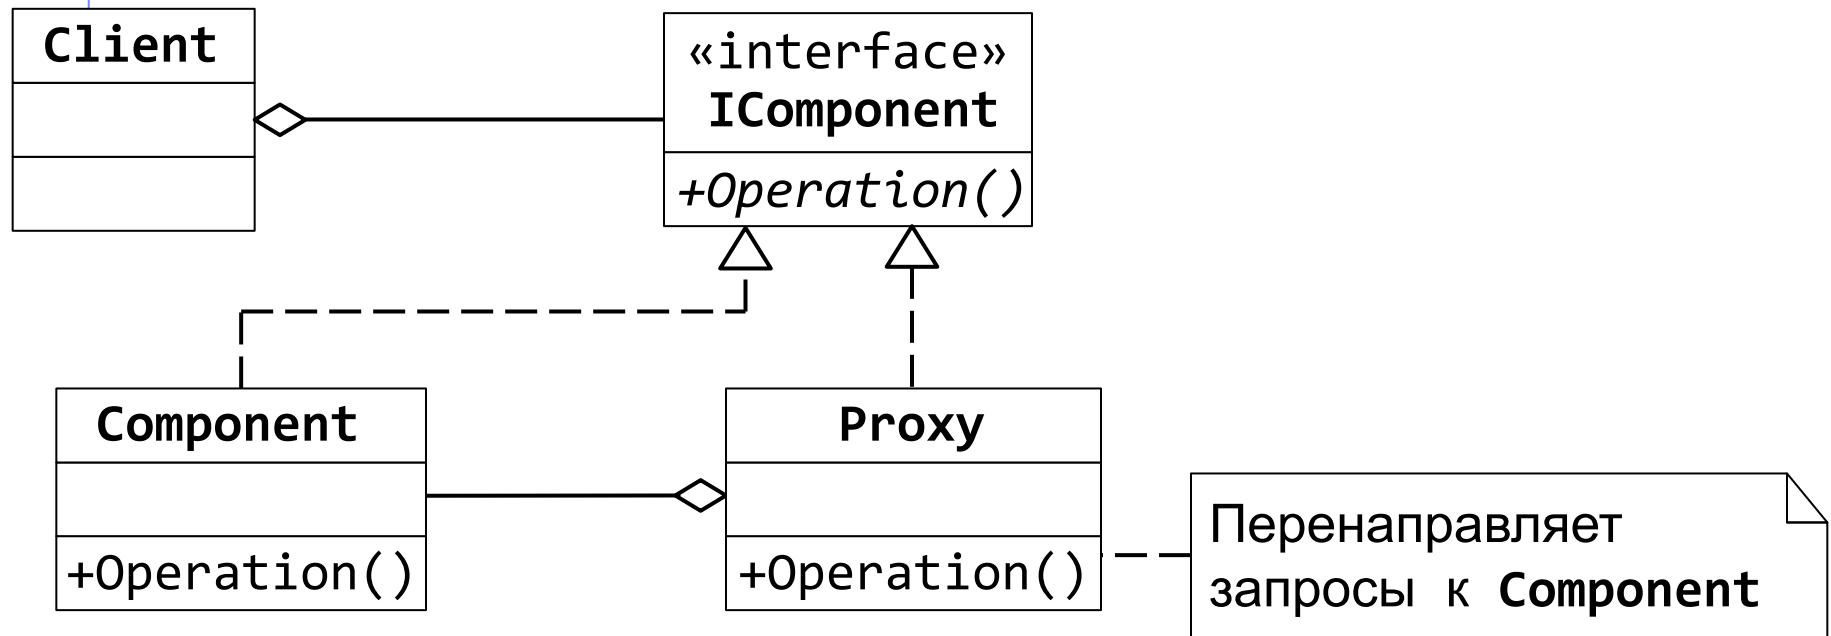 Client
«interface»
IComponent
+Operation()
Component
+Operation()
Proxy
+Operation()
Перенаправляет
запросы к Component